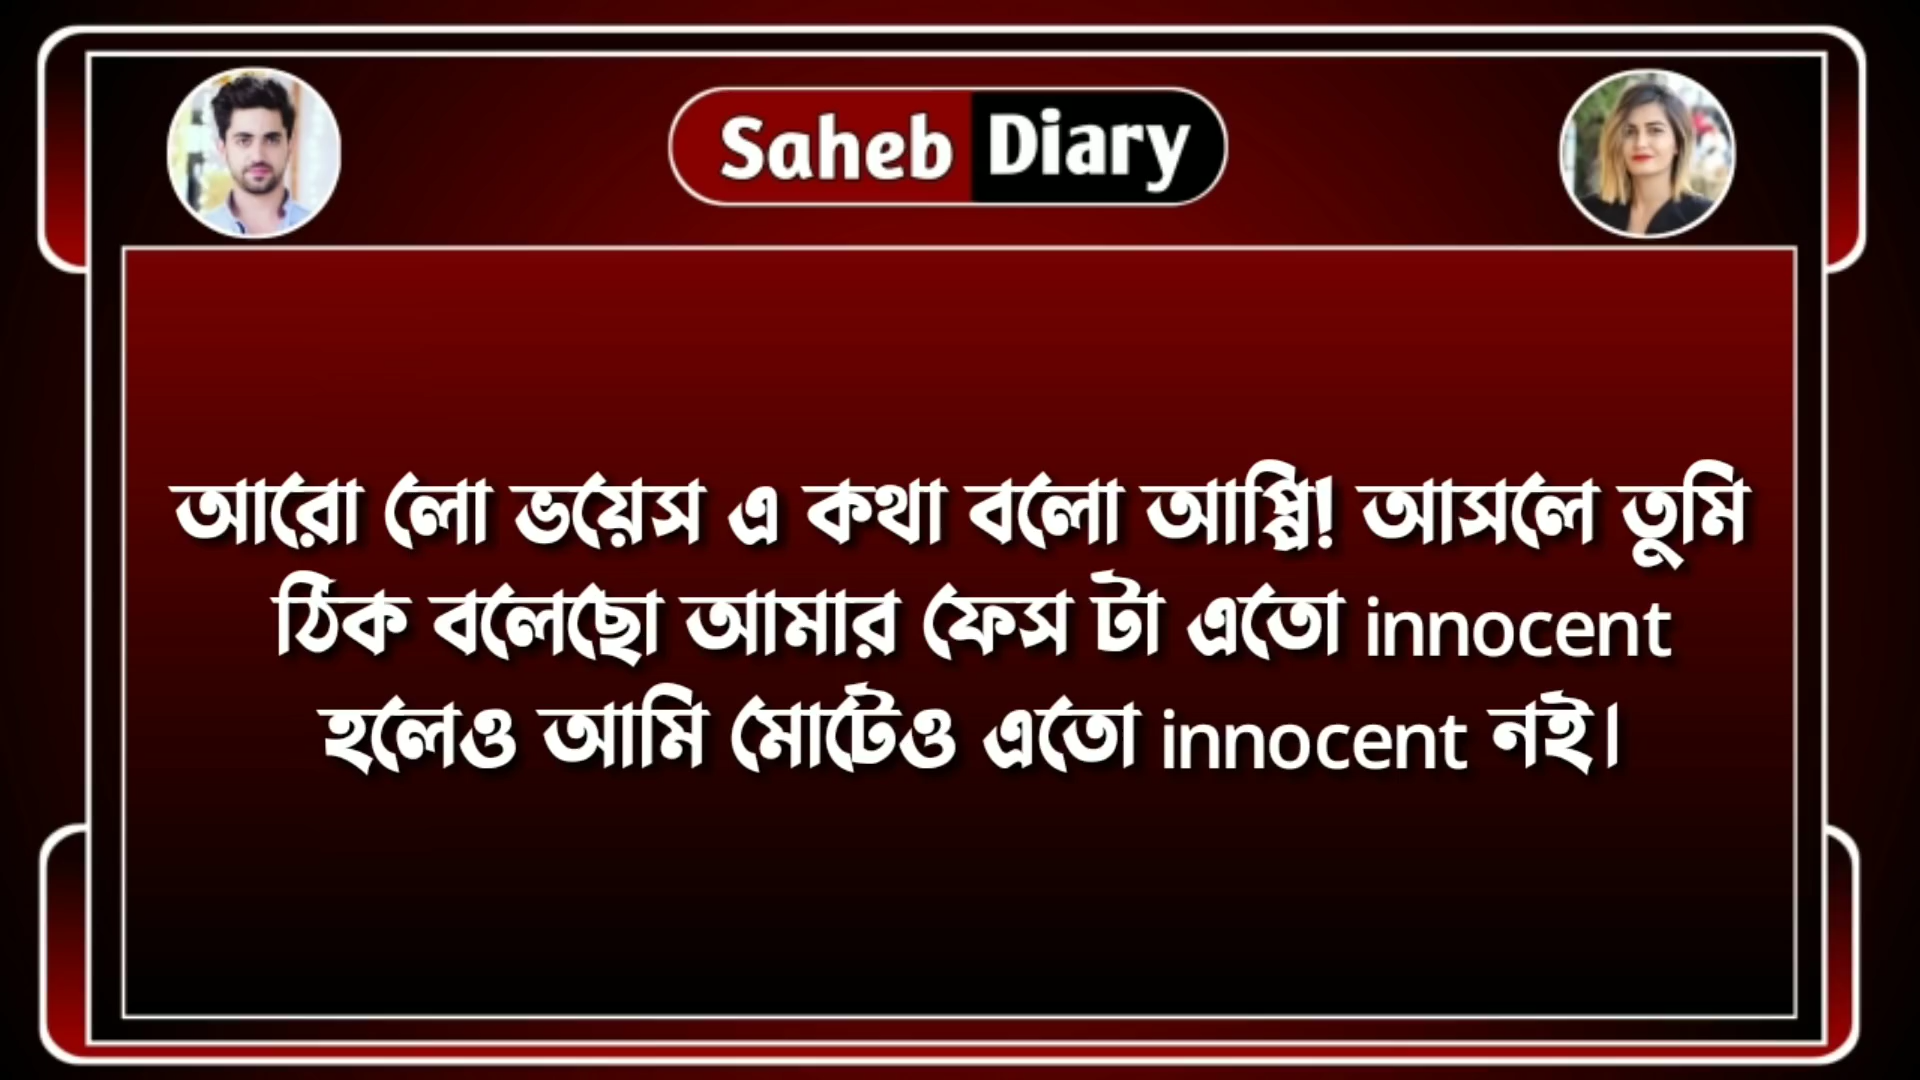 Saheb Diary
আরো লো ভয়েস এ কথা বলো আপ্পি! আসলে তুমি
ঠিক বলেছো আমার ফেস টা এতো innocent
হলেও আমি মোটেও এতো innocent নই।